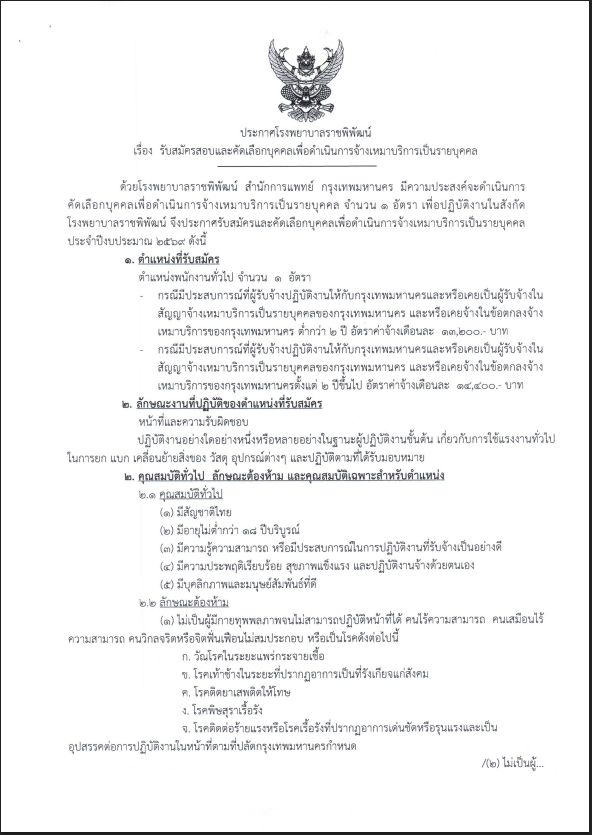 ประกาศโรงพยาบาลราชพิพัฒน์
เรื่อง รับสมัครสอบและคัดเลือกบุคคลเพื่อดำเนินการจ้างเหมาบริการเป็นรายบุคคล
ด้วยโรงพยาบาลราชพิพัฒน์ สำนักการแพทย์ กรุงเทพมหานคร มีความประสงค์จะดำเนินการ
คัดเลือกบุคคลเพื่อดำเนินการจ้างเหมาบริการเป็นรายบุคคล จำนวน ๑ อัตรา เพื่อปฏิบัติงานในสังกัด
โรงพยาบาลราชพิพัฒน์ จึงประกาศรับสมัครและคัดเลือกบุคคลเพื่อดำเนินการจ้างเหมาบริการเป็นรายบุคคล
ประจำปีงบประมาณ ๒๕๖๙ ดังนี้
๑. ตำแหน่งที่รับสมัคร
ตำแหน่งพนักงานทั่วไป จำนวน ๑ อัตรา
- กรณีมีประสบการณ์ที่ผู้รับจ้างปฏิบัติงานให้กับกรุงเทพมหานครและหรือเคยเป็นผู้รับจ้างใน
สัญญาจ้างเหมาบริการเป็นรายบุคคลของกรุงเทพมหานคร และหรือเคยจ้างในข้อตกลงจ้าง
เหมาบริการของกรุงเทพมหานคร ต่ำกว่า ๒ ปี อัตราค่าจ้างเดือนละ ๑๓,๒๐๐.- บาท
- กรณีมีประสบการณ์ที่ผู้รับจ้างปฏิบัติงานให้กับกรุงเทพมหานครและหรือเคยเป็นผู้รับจ้างใน
สัญญาจ้างเหมาบริการเป็นรายบุคคลของกรุงเทพมหานคร และหรือเคยจ้างในข้อตกลงจ้าง
เหมาบริการของกรุงเทพมหานครตั้งแต่ ๒ ปีขึ้นไป อัตราค่าจ้างเดือนละ ๑๔,๔๐๐.- บาท
๒. ลักษณะงานที่ปฏิบัติของตำแหน่งที่รับสมัคร
หน้าที่และความรับผิดชอบ
ปฏิบัติงานอย่างใดอย่างหนึ่งหรือหลายอย่างในฐานะผู้ปฏิบัติงานชั้นต้น เกี่ยวกับการใช้แรงงานทั่วไป
ในการยก แบก เคลื่อนย้ายสิ่งของ วัสดุ อุปกรณ์ต่างๆ และปฏิบัติตามที่ได้รับมอบหมาย
๒. คุณสมบัติทั่วไป ลักษณะต้องห้าม และคุณสมบัติเฉพาะสำหรับตำแหน่ง
๒.๑ คุณสมบัติทั่วไป
(๑) มีสัญชาติไทย
(๒) มีอายุไม่ต่ำกว่า ๑๘ ปีบริบูรณ์
(๓) มีความรู้ความสามารถ หรือมีประสบการณ์ในการปฏิบัติงานที่รับจ้างเป็นอย่างดี
(๔) มีความประพฤติเรียบร้อย สุขภาพแข็งแรง และปฏิบัติงานจ้างด้วยตนเอง
(๕) มีบุคลิกภาพและมนุษย์สัมพันธ์ที่ดี
๒.๒ ลักษณะต้องห้าม
(๑) ไม่เป็นผู้มีกายทุพพลภาพจนไม่สามารถปฏิบัติหน้าที่ได้ คนไร้ความสามารถ คนเสมือนไร้
ความสามารถ คนวิกลจริตหรือจิตฟั่นเฟือนไม่สมประกอบ หรือเป็นโรคดังต่อไปนี้
ก. วัณโรคในระยะแพร่กระจายเชื้อ
ข. โรคเท้าช้างในระยะที่ปรากฏอาการเป็นที่รังเกียจแก่สังคม
ค. โรคติดยาเสพติดให้โทษ
ง. โรคพิษสุราเรื้อรัง
จ. โรคติดต่อร้ายแรงหรือโรคเรื้อรังที่ปรากฏอาการเด่นชัดหรือรุนแรงและเป็น
อุปสรรคต่อการปฏิบัติงานในหน้าที่ตามที่ปลัดกรุงเทพมหานครกำหนด
/(๒) ไม่เป็นผู้...